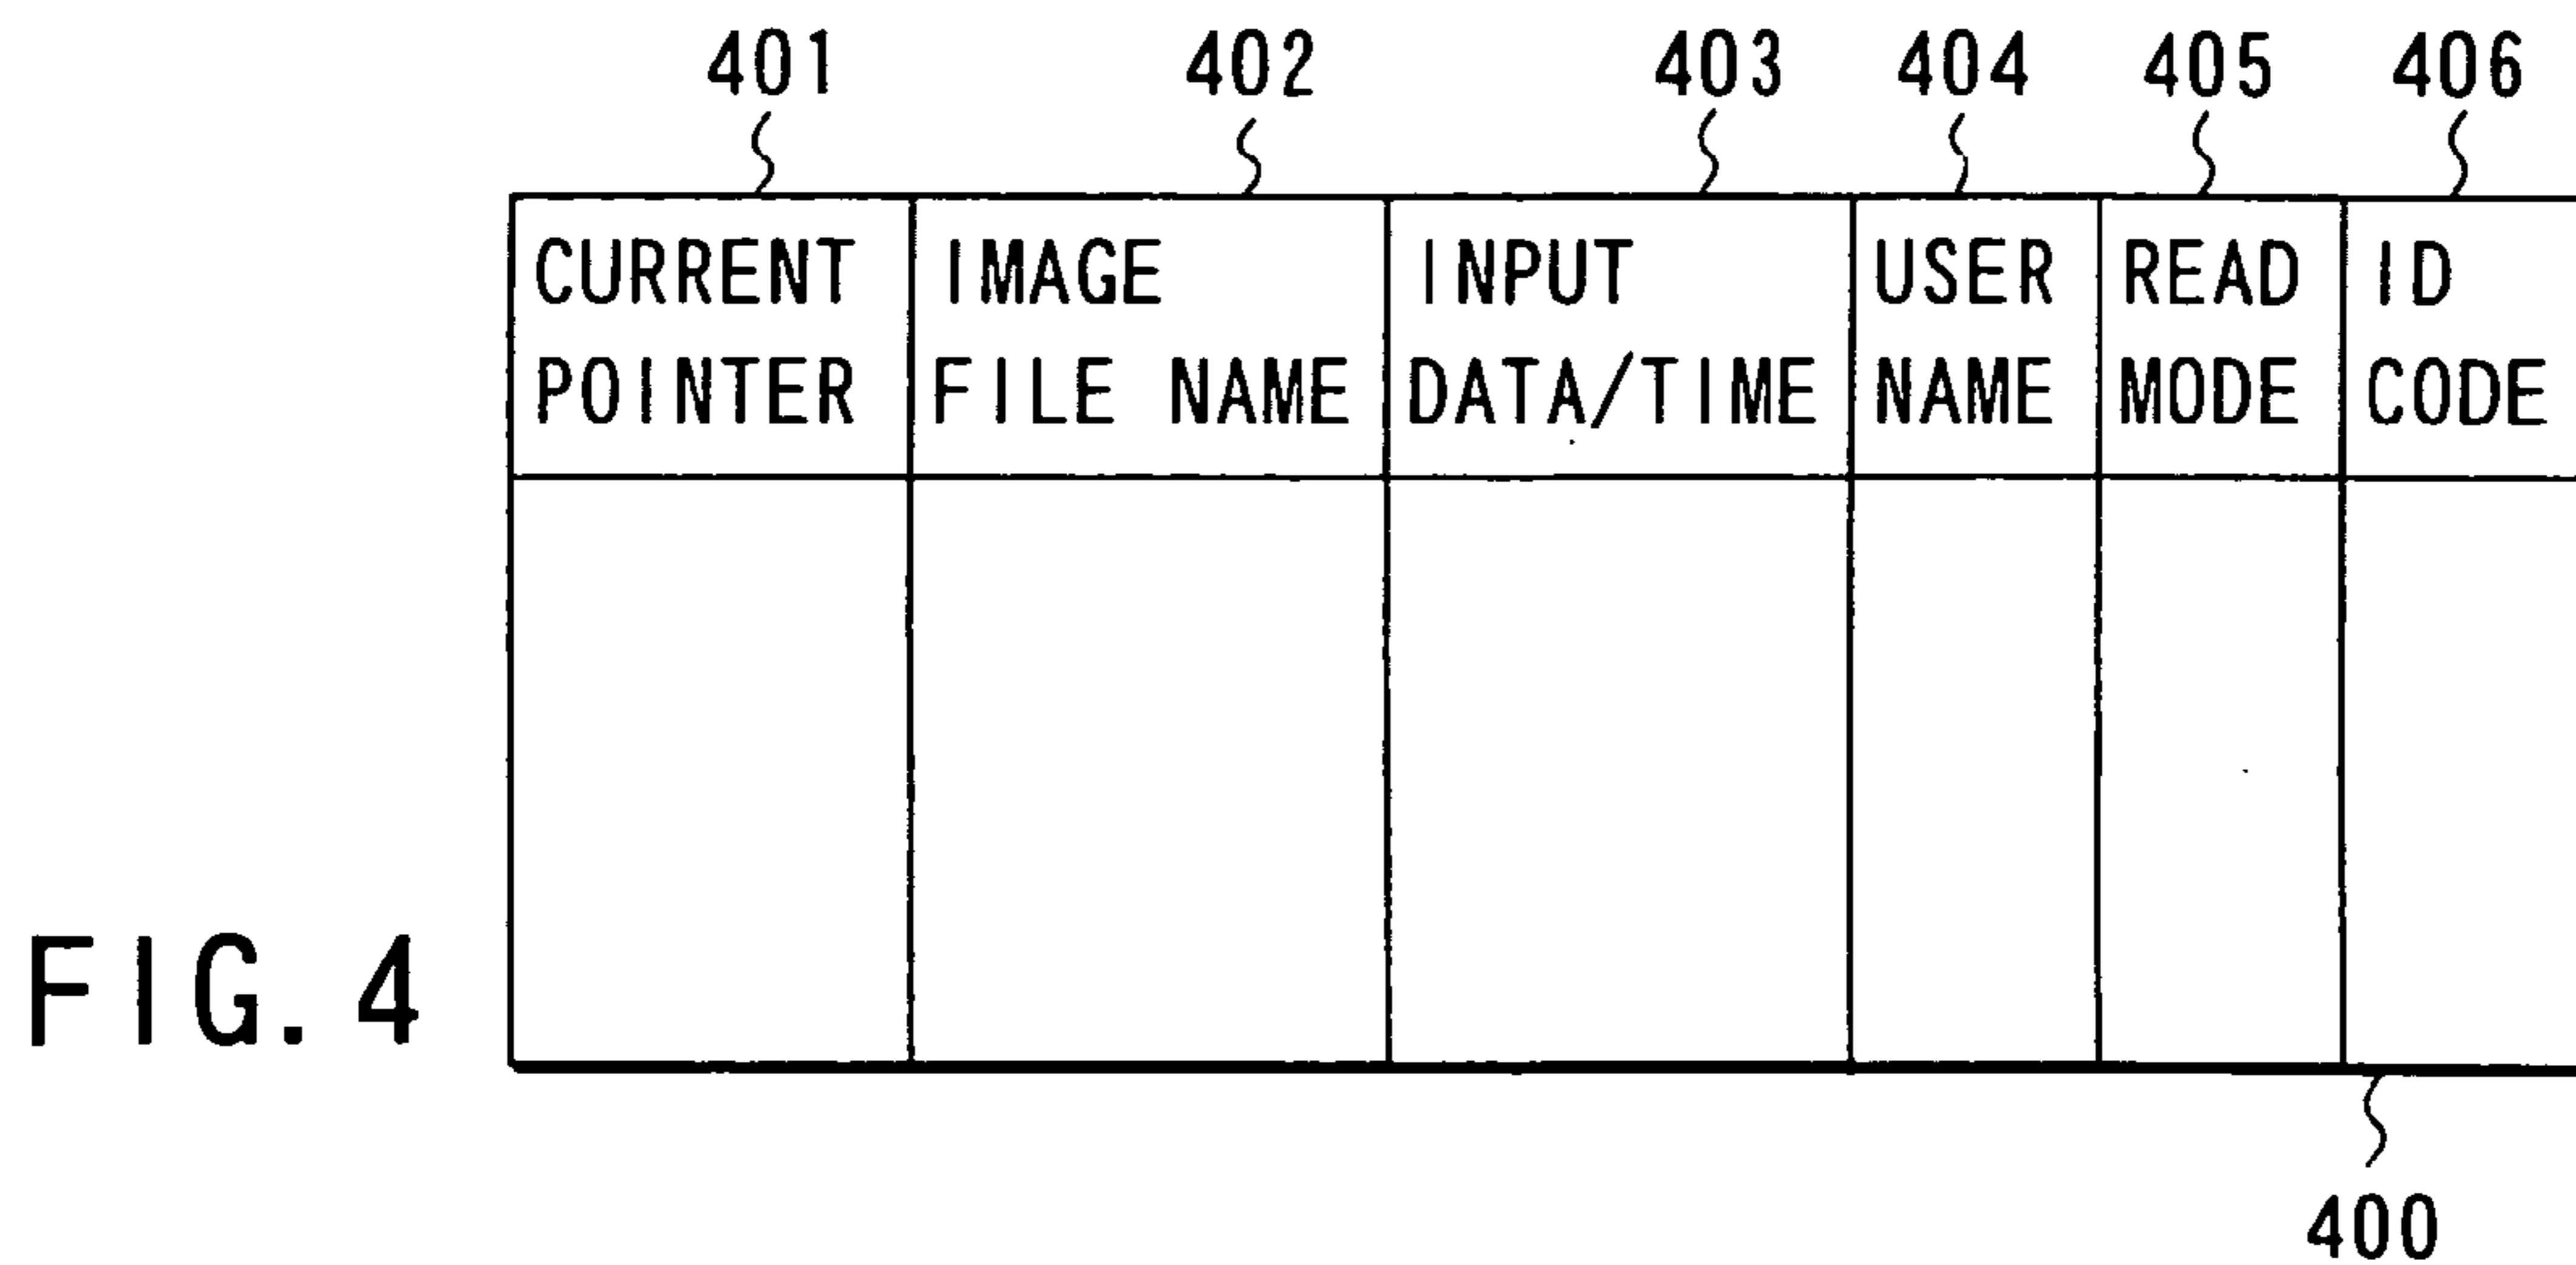 401 402 403 404 405 406
CURRENT IMAGE INPUT USER READ ID
POINTER FILE NAME DATA/TIME NAME MODE CODE
FIG. 4
400